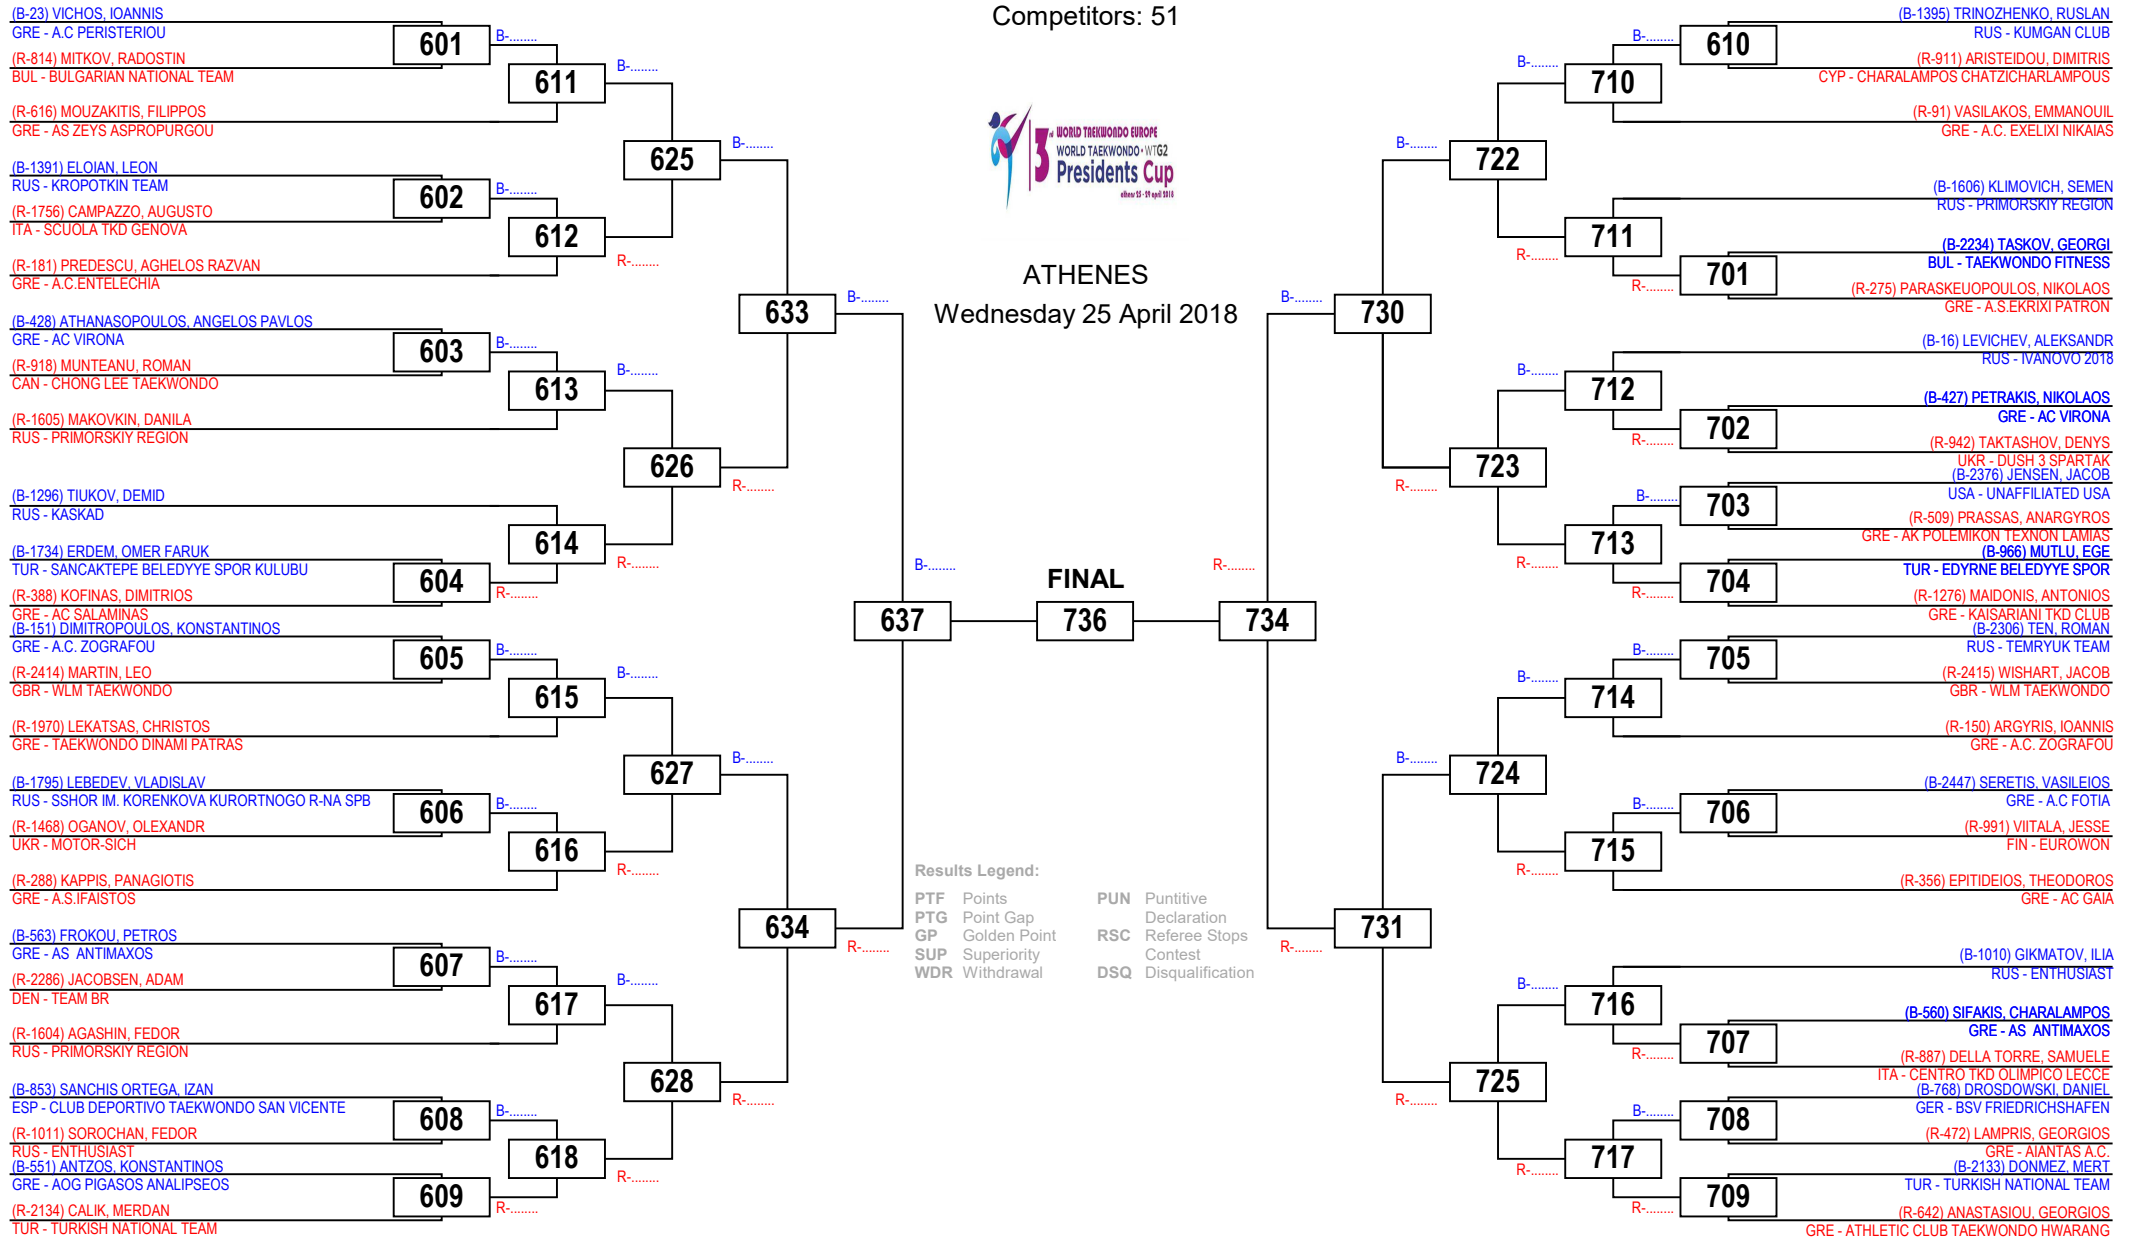 Competitors: 51
3rd WORLD TAEKWONDO EUROPE
WORLD TAEKWONDO • WTG2
Presidents Cup
athens 25 - 29 april 2018
ATHENES
Wednesday 25 April 2018
(B-23) VICHOS, IOANNIS
GRE - A.C PERISTERIOU
601
B-........
(R-814) MITKOV, RADOSTIN
BUL - BULGARIAN NATIONAL TEAM
611
B-........
(R-616) MOUZAKITIS, FILIPPOS
GRE - AS ZEYS ASPROPURGOU
625
B-........
(B-1391) ELOIAN, LEON
RUS - KROPOTKIN TEAM
602
B-........
(R-1756) CAMPAZZO, AUGUSTO
ITA - SCUOLA TKD GENOVA
612
R-........
(R-181) PREDESCU, AGHELOS RAZVAN
GRE - A.C.ENTELECHIA
633
B-........
(B-428) ATHANASOPOULOS, ANGELOS PAVLOS
GRE - AC VIRONA
603
B-........
(R-918) MUNTEANU, ROMAN
CAN - CHONG LEE TAEKWONDO
613
B-........
(R-1605) MAKOVKIN, DANILA
RUS - PRIMORSKIY REGION
626
R-........
(B-1296) TIUKOV, DEMID
RUS - KASKAD
614
R-........
(B-1734) ERDEM, OMER FARUK
TUR - SANCAKTEPE BELEDYYE SPOR KULUBU
604
R-........
(R-388) KOFINAS, DIMITRIOS
GRE - AC SALAMINAS
637
B-........
(B-151) DIMITROPOULOS, KONSTANTINOS
GRE - A.C. ZOGRAFOU
605
B-........
(R-2414) MARTIN, LEO
GBR - WLM TAEKWONDO
615
B-........
(R-1970) LEKATSAS, CHRISTOS
GRE - TAEKWONDO DINAMI PATRAS
627
B-........
(B-1795) LEBEDEV, VLADISLAV
RUS - SSHOR IM. KORENKOVA KURORTNOGO R-NA SPB
606
B-........
(R-1468) OGANOV, OLEXANDR
UKR - MOTOR-SICH
616
R-........
(R-288) KAPPIS, PANAGIOTIS
GRE - A.S.IFAISTOS
634
R-........
(B-563) FROKOU, PETROS
GRE - AS ANTIMAXOS
607
B-........
(R-2286) JACOBSEN, ADAM
DEN - TEAM BR
617
B-........
(R-1604) AGASHIN, FEDOR
RUS - PRIMORSKIY REGION
628
R-........
(B-853) SANCHIS ORTEGA, IZAN
ESP - CLUB DEPORTIVO TAEKWONDO SAN VICENTE
608
B-........
(R-1011) SOROCHAN, FEDOR
RUS - ENTHUSIAST
618
R-........
(B-551) ANTZOS, KONSTANTINOS
GRE - AOG PIGASOS ANALIPSEOS
609
R-........
(R-2134) CALIK, MERDAN
TUR - TURKISH NATIONAL TEAM
FINAL
736
Results Legend:
PTF Points
PTG Point Gap
GP Golden Point
SUP Superiority
WDR Withdrawal
PUN Puntitive
Declaration
RSC Referee Stops
Contest
DSQ Disqualification
(B-1395) TRINOZHENKO, RUSLAN
RUS - KUMGAN CLUB
B-........
610
(R-911) ARISTEIDOU, DIMITRIS
CYP - CHARALAMPOS CHATZICHARLAMPOUS
B-........
710
(R-91) VASILAKOS, EMMANOUIL
GRE - A.C. EXELIXI NIKAIAS
B-........
722
(B-1606) KLIMOVICH, SEMEN
RUS - PRIMORSKIY REGION
R-........
711
(B-2234) TASKOV, GEORGI
BUL - TAEKWONDO FITNESS
R-........
701
(R-275) PARASKEUOPOULOS, NIKOLAOS
GRE - A.S.EKRIXI PATRON
B-........
730
(B-16) LEVICHEV, ALEKSANDR
RUS - IVANOVO 2018
B-........
712
(B-427) PETRAKIS, NIKOLAOS
GRE - AC VIRONA
R-........
702
(R-942) TAKTASHOV, DENYS
UKR - DUSH 3 SPARTAK
R-........
723
(B-2376) JENSEN, JACOB
USA - UNAFFILIATED USA
B-........
703
(R-509) PRASSAS, ANARGYROS
GRE - AK POLEMIKON TEXNON LAMIAS
R-........
713
(B-966) MUTLU, EGE
TUR - EDYRNE BELEDYYE SPOR
R-........
704
(R-1276) MAIDONIS, ANTONIOS
GRE - KAISARIANI TKD CLUB
R-........
734
(B-2306) TEN, ROMAN
RUS - TEMRYUK TEAM
B-........
705
(R-2415) WISHART, JACOB
GBR - WLM TAEKWONDO
B-........
714
(R-150) ARGYRIS, IOANNIS
GRE - A.C. ZOGRAFOU
B-........
724
(B-2447) SERETIS, VASILEIOS
GRE - A.C FOTIA
B-........
706
(R-991) VIITALA, JESSE
FIN - EUROWON
R-........
715
(R-356) EPITIDEIOS, THEODOROS
GRE - AC GAIA
R-........
731
(B-1010) GIKMATOV, ILIA
RUS - ENTHUSIAST
B-........
716
(B-560) SIFAKIS, CHARALAMPOS
GRE - AS ANTIMAXOS
R-........
707
(R-887) DELLA TORRE, SAMUELE
ITA - CENTRO TKD OLIMPICO LECCE
R-........
725
(B-768) DROSDOWSKI, DANIEL
GER - BSV FRIEDRICHSHAFEN
B-........
708
(R-472) LAMPRIS, GEORGIOS
GRE - AIANTAS A.C.
R-........
717
(B-2133) DONMEZ, MERT
TUR - TURKISH NATIONAL TEAM
R-........
709
(R-642) ANASTASIOU, GEORGIOS
GRE - ATHLETIC CLUB TAEKWONDO HWARANG